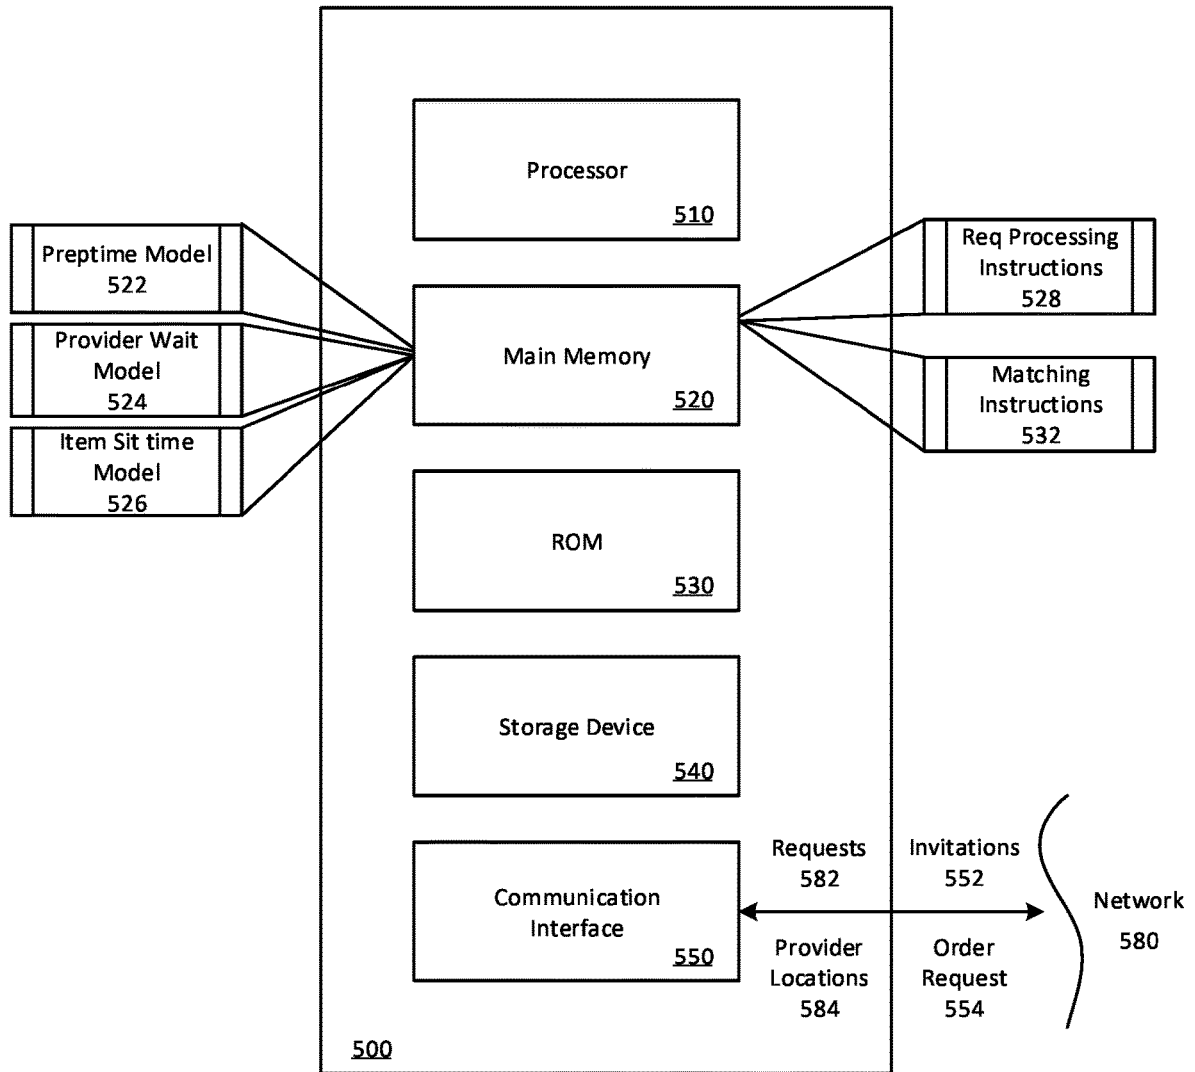 Processor
510
Preptime Model
522
Provider Wait
Model
524
Item Sit time
Model
526
Main Memory
520
Req Processing
Instructions
528
Matching
Instructions
532
ROM
530
Storage Device
540
Communication
Interface
550
Requests
582
Invitations
552
Provider
Locations
584
Order
Request
554
Network
580
500